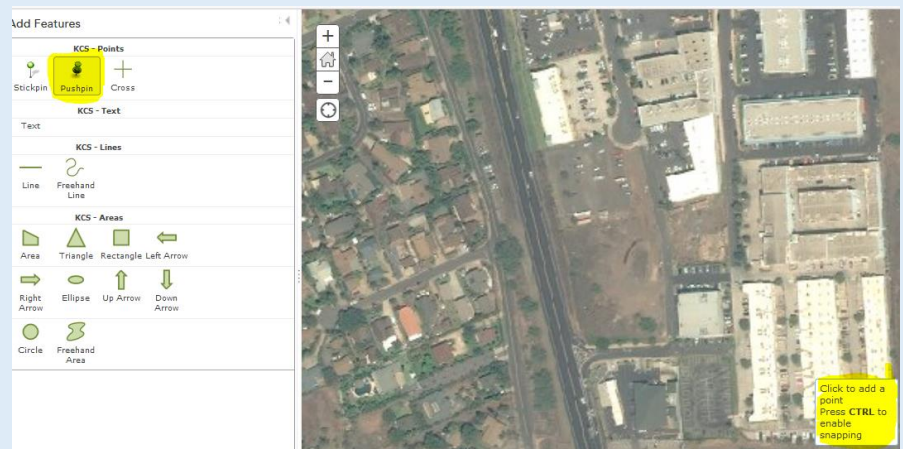 Add Features
KCS - Points
Stickpin Pushpin Cross
KCS - Text
Text
KCS - Lines
Line Freehand
Line
KCS - Areas
Area Triangle Rectangle Left Arrow
Right Ellipse Up Arrow Down
Arrow Arrow
Circle Freehand
Area
+
−
Click to add a
point
Press CTRL to
enable
snapping